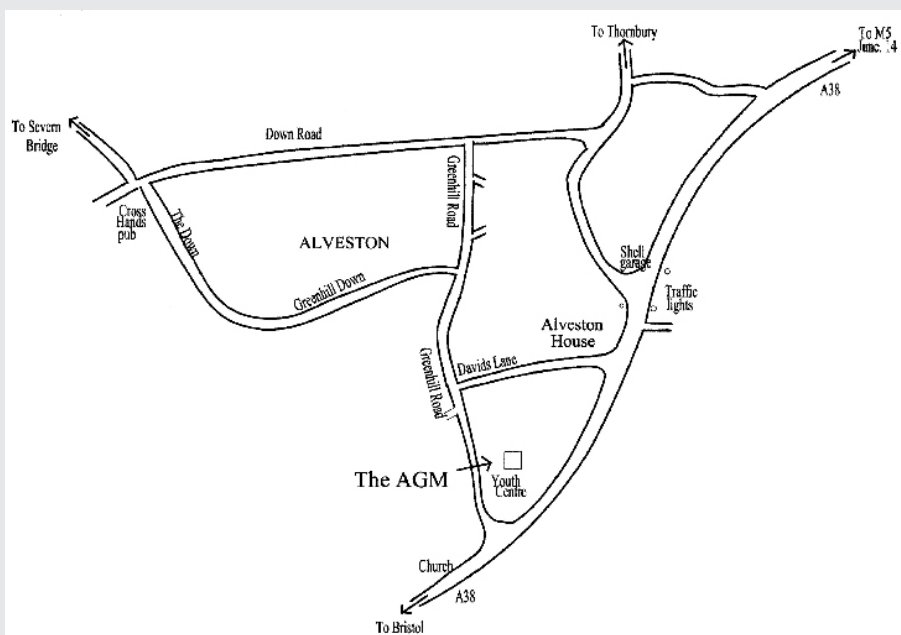 To Thornbury
To M5
Junc. 14
A38
To Severn
Bridge
Down Road
Greenhill Road
Cross
Hands
pub
The Down
ALVESTON
Greenhill Down
Shell
garage
Traffic
lights
Alveston
House
Greenhill Road
Davids Lane
The AGM
Youth
Centre
Church
A38
To Bristol